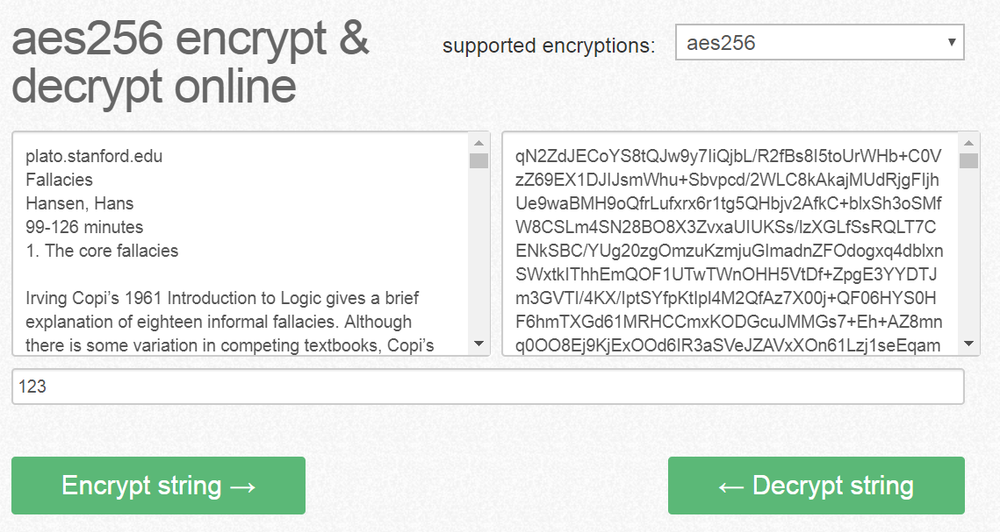 aes256 encrypt &
decrypt online
supported encryptions:
aes256
plato.stanford.edu
Fallacies
Hansen, Hans
99-126 minutes
1. The core fallacies
Irving Copi’s 1961 Introduction to Logic gives a brief
explanation of eighteen informal fallacies. Although
there is some variation in competing textbooks, Copi’s
qN2ZdJECoYS8tQJw9y7IiQjbL/R2fBs8I5toUrWHb+C0V
zZ69EX1DJIJsmWhu+Sbvpcd/2WLC8kAkajMUdRjgFIjh
Ue9waBMH9oQfrLufxrx6r1tg5QHbjv2AfkC+blxSh3oSMf
W8CSLm4SN28BO8X3ZvxaUIUKSs/lzXGLfSsRQLT7C
ENkSBC/YUg20zgOmzuKzmjuGlmadnZFOdogxq4dblxn
SWxtkIThhEmQOF1UTwTWnOHH5VtDf+ZpgE3YYDTJ
m3GVTI/4KX/IptSYfpKtIpl4M2QfAz7X00j+QF06HYS0H
F6hmTXGd61MRHCCmxKODGcuJMMGs7+Eh+AZ8mn
q0OO8Ej9KjExOOd6IR3aSVeJZAVxXOn61Lzj1seEqam
123
Encrypt string →
← Decrypt string